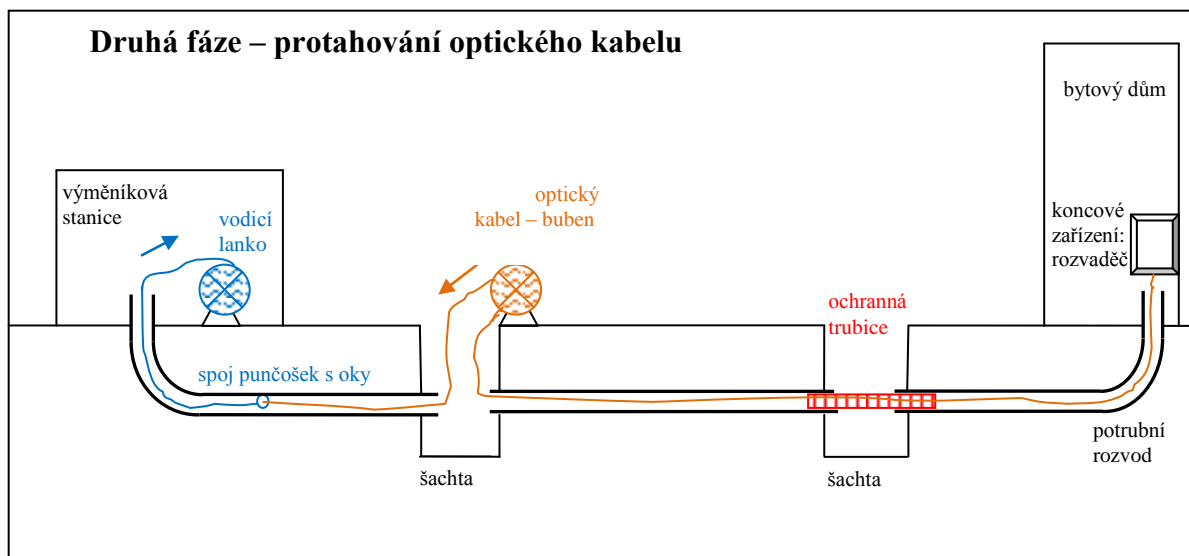 Druhá fáze – protahování optického kabelu
bytový dům
výměníková
stanice
vodicí
lanko
optický
kabel – buben
koncové
zařízení:
rozvaděč
ochranná
trubice
spoj punčošek s oky
potrubní
rozvod
šachta
šachta